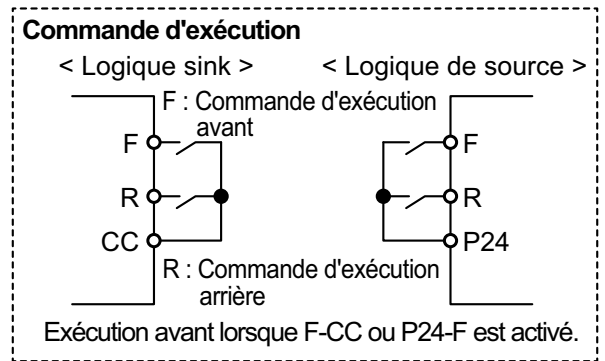 Commande d'exécution
< Logique sink >
< Logique de source >
F : Commande d'exécution
avant
F
R
CC
F
R
P24
R : Commande d'exécution
arrière
Exécution avant lorsque F-CC ou P24-F est activé.